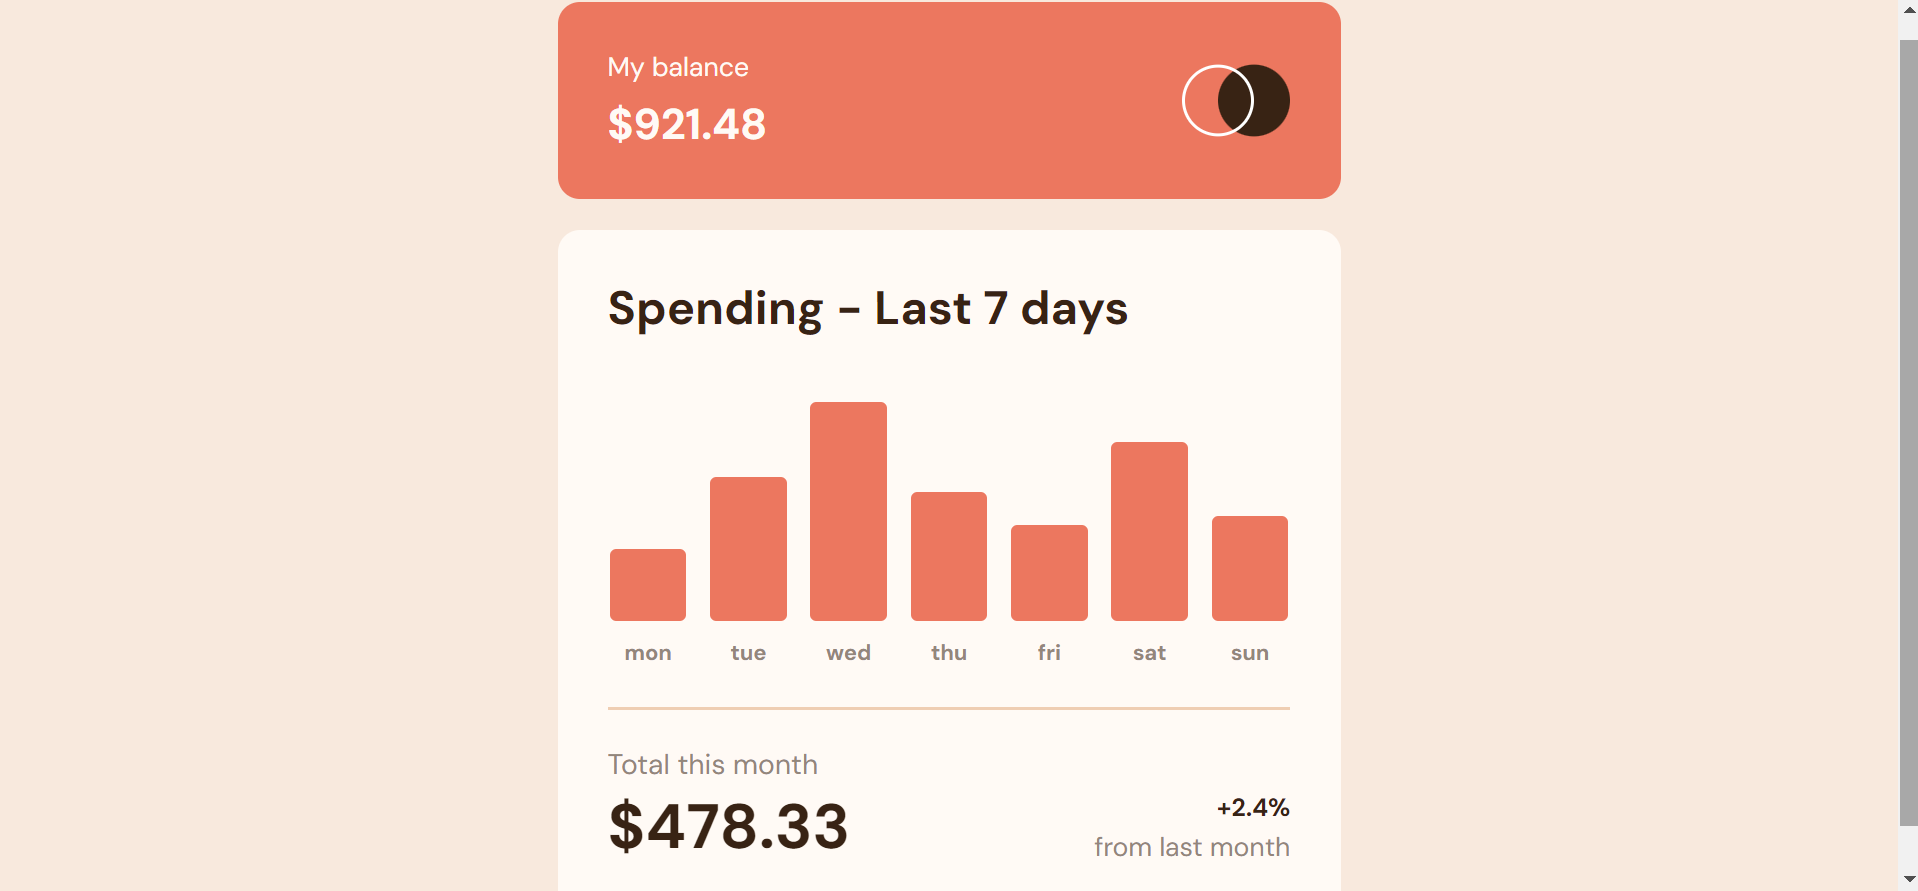 My balance
$921.48
Spending - Last 7 days
mon tue wed thu fri sat sun
Total this month
$478.33
+2.4%
from last month